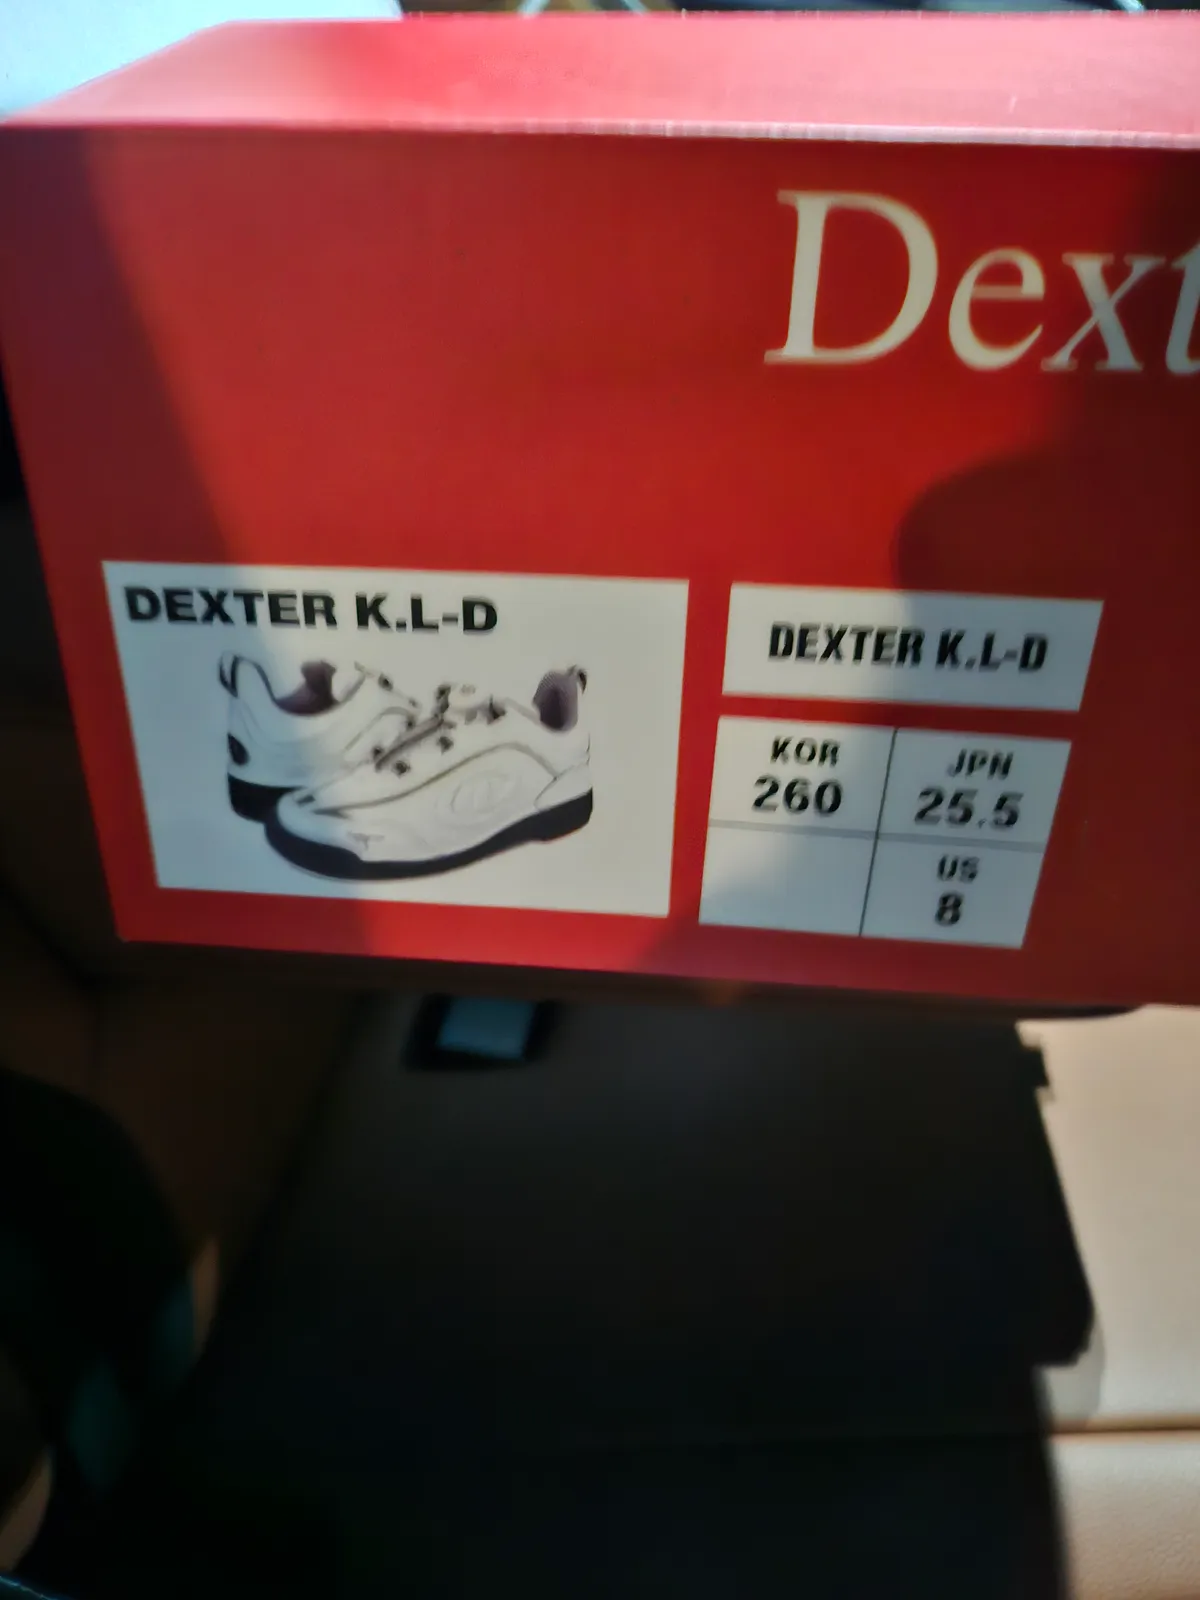 Dext
DEXTER K.L-D
DEXTER K.L-D
KOR
260
JPN
25.5
US
8